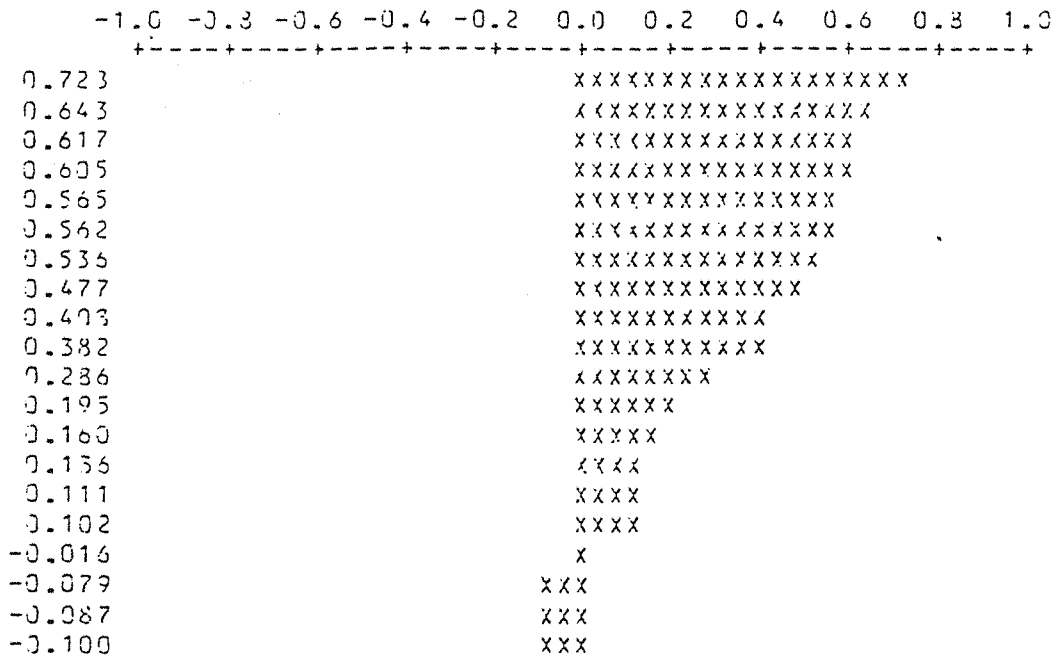 -1.0 -0.8 -0.6 -0.4 -0.2 0.0 0.2 0.4 0.6 0.8 1.0
+----+----+----+----+----+----+----+----+----+----+
0.723 XXXXXXXXXXXXXXXXXXX
0.643 XXXXXXXXXXXXXXXXX
0.617 XXXXXXXXXXXXXXXX
0.605 XXXXXXXXXXXXXXXX
0.565 XXXXXXXXXXXXXXX
0.562 XXXXXXXXXXXXXXX
0.536 XXXXXXXXXXXXXX
0.477 XXXXXXXXXXXXX
0.403 XXXXXXXXXXX
0.382 XXXXXXXXXXX
0.286 XXXXXXXX
0.195 XXXXXX
0.160 XXXXX
0.136 XXXX
0.111 XXXX
0.102 XXXX
-0.016 X
-0.079 XXX
-0.087 XXX
-0.100 XXX